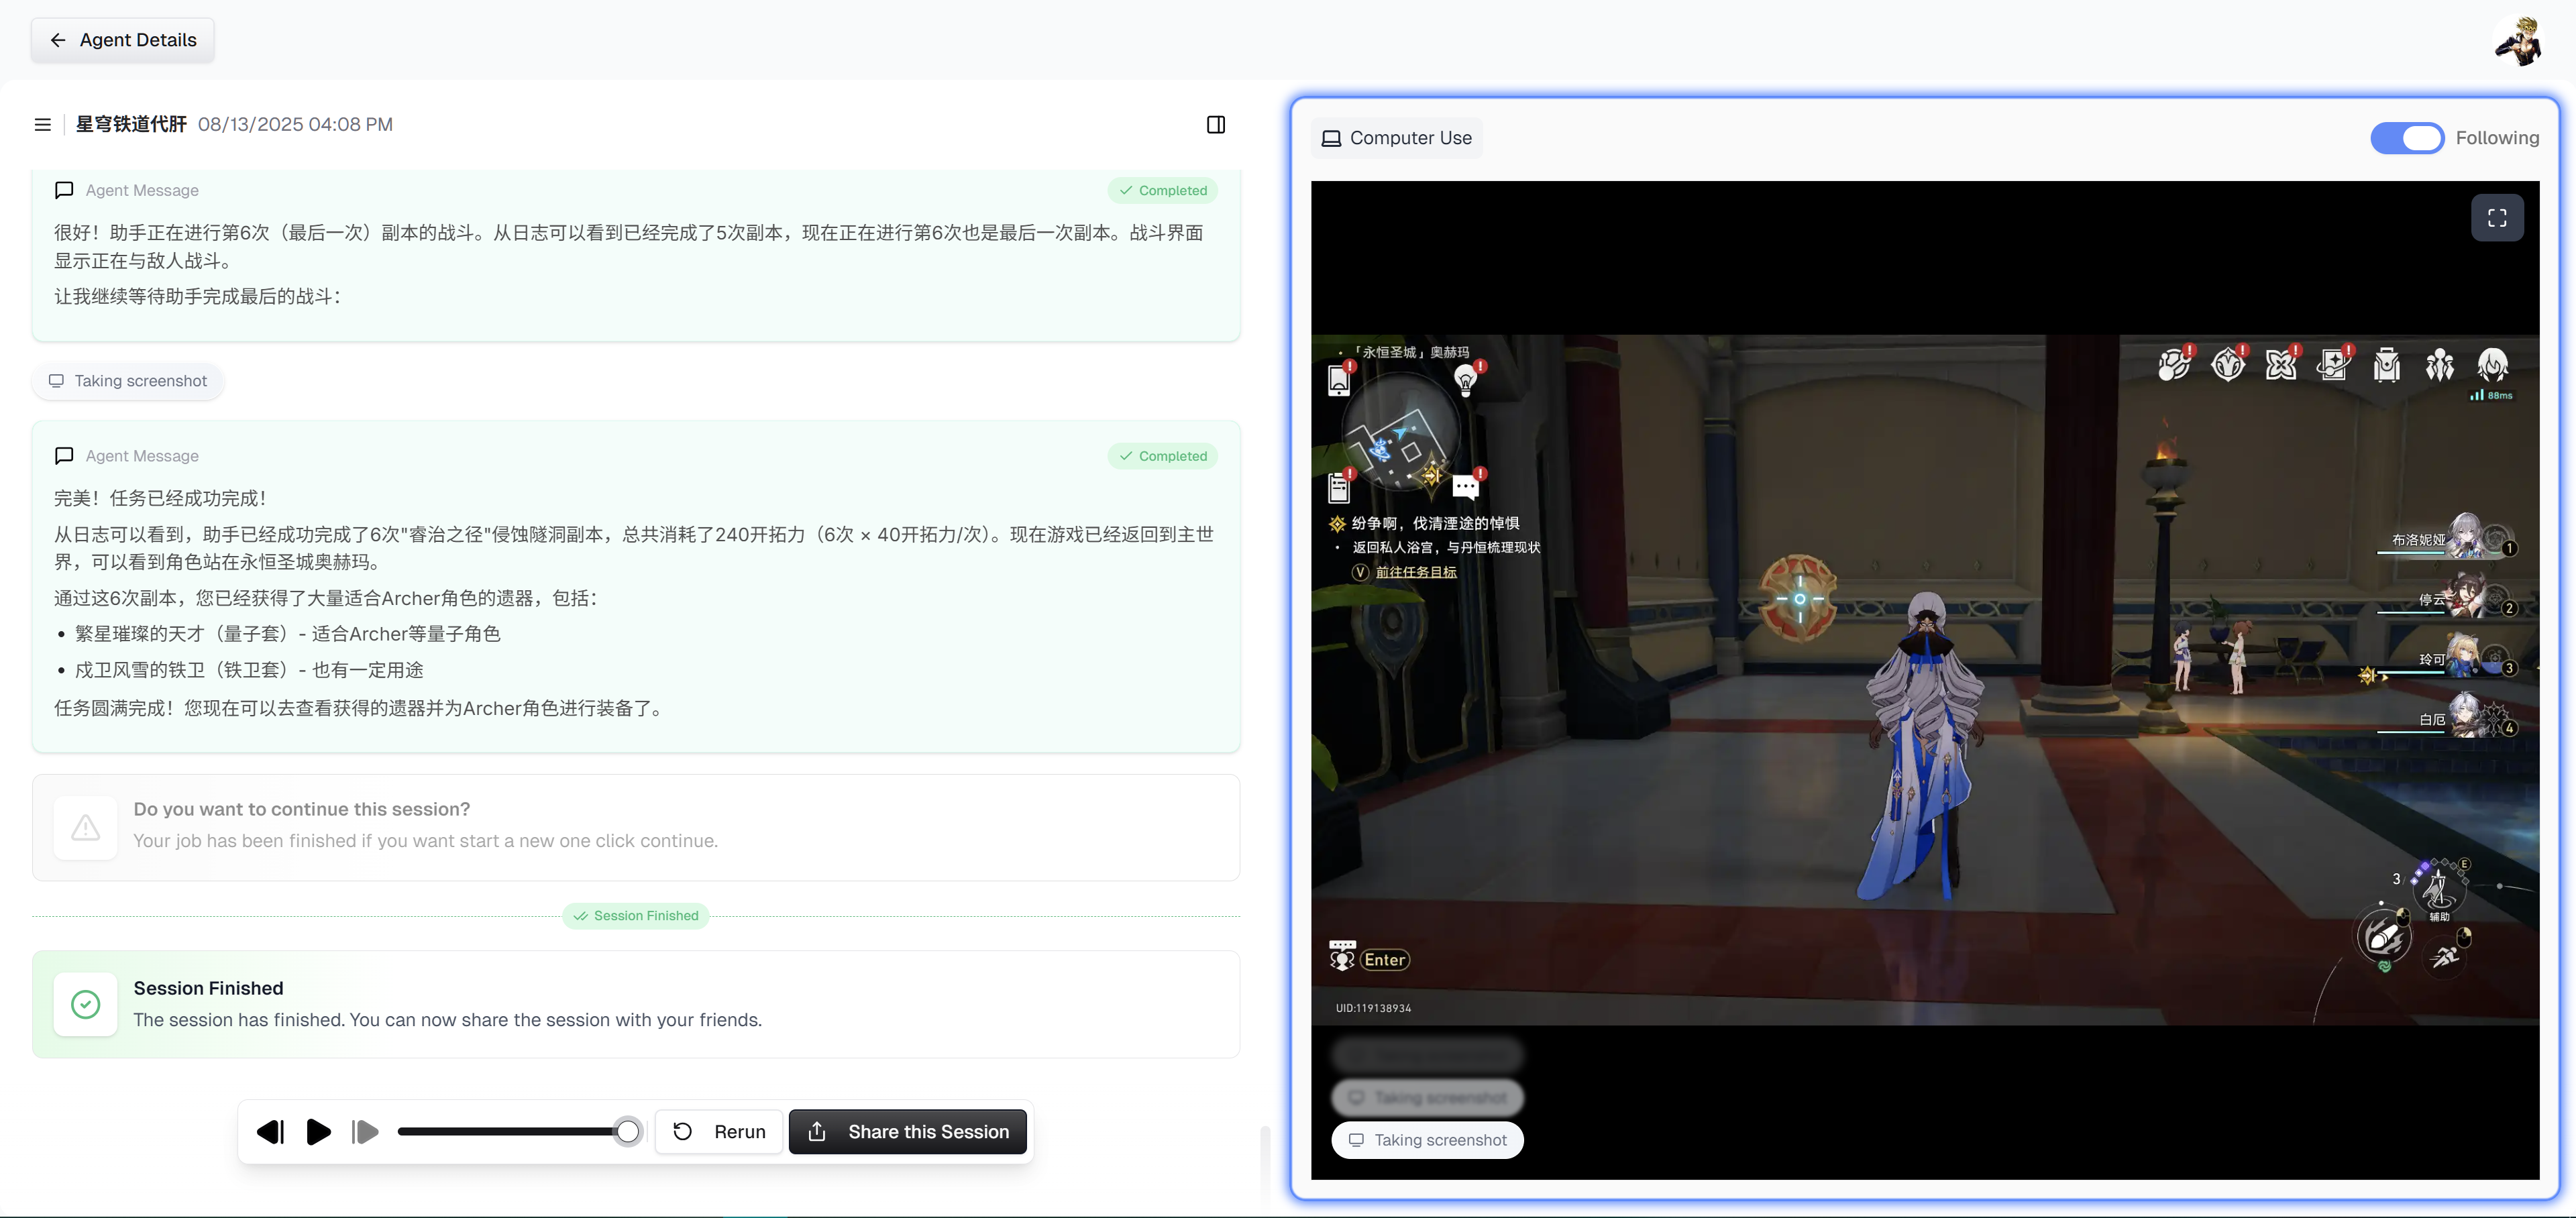 Agent Details
星穹铁道代肝 08/13/2025 04:08 PM
Agent Message
Completed
很好！助手正在进行第6次（最后一次）副本的战斗。从日志可以看到已经完成了5次副本，现在正在进行第6次也是最后一次副本。战斗界面
显示正在与敌人战斗。
让我继续等待助手完成最后的战斗：
Taking screenshot
Agent Message
Completed
完美！任务已经成功完成！
从日志可以看到，助手已经成功完成了6次"睿治之径"侵蚀隧洞副本，总共消耗了240开拓力（6次 × 40开拓力/次）。现在游戏已经返回到主世
界，可以看到角色站在永恒圣城奥赫玛。
通过这6次副本，您已经获得了大量适合Archer角色的遗器，包括：
• 繁星璀璨的天才（量子套）- 适合Archer等量子角色
• 戍卫风雪的铁卫（铁卫套）- 也有一定用途
任务圆满完成！您现在可以去查看获得的遗器并为Archer角色进行装备了。
Do you want to continue this session?
Your job has been finished if you want start a new one click continue.
Session Finished
Session Finished
The session has finished. You can now share the session with your friends.
Rerun
Share this Session
Computer Use
Following
「永恒圣城」奥赫玛
88ms
纷争啊，伐清湮途的悼惧
返回私人浴宫，与丹恒梳理现状
V 前往任务目标
布洛妮娅 1
停云 2
玲可 3
白厄 4
3
E
辅助
Enter
UID:119138934
Taking screenshot
Taking screenshot